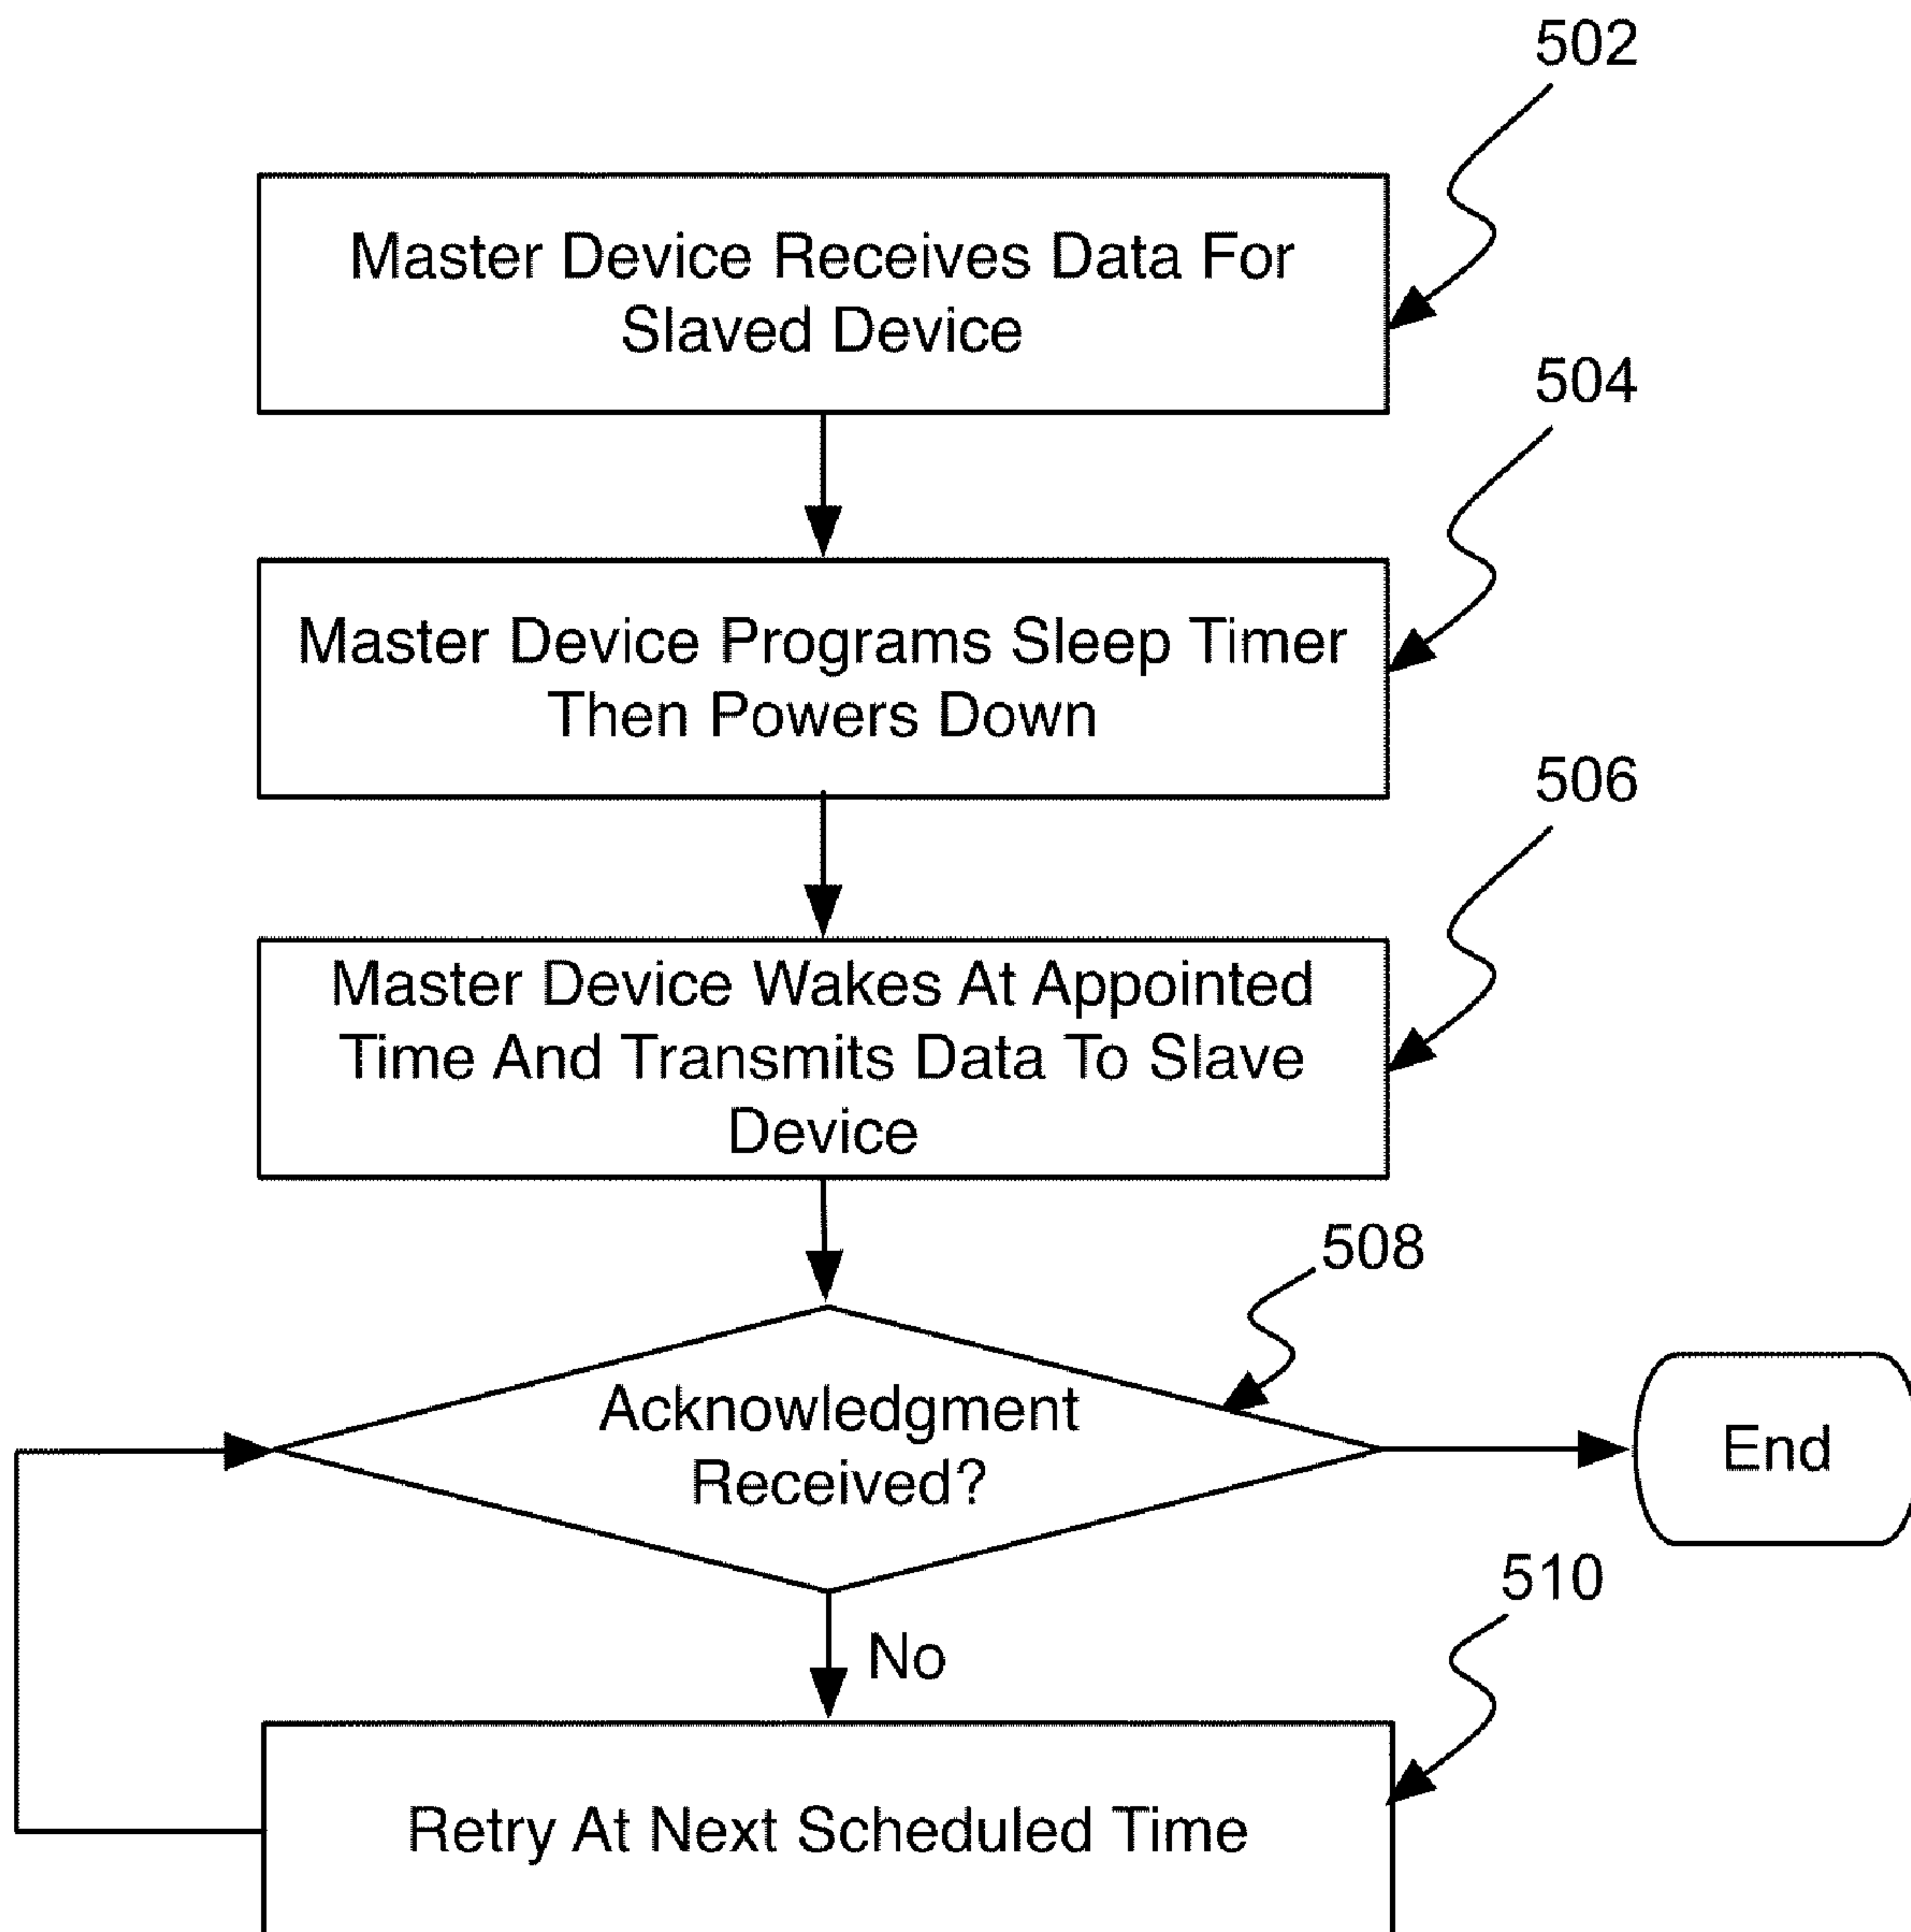 502
Master Device Receives Data For
Slaved Device
504
Master Device Programs Sleep Timer
Then Powers Down
506
Master Device Wakes At Appointed
Time And Transmits Data To Slave
Device
508
Acknowledgment
Received?
End
No
510
Retry At Next Scheduled Time